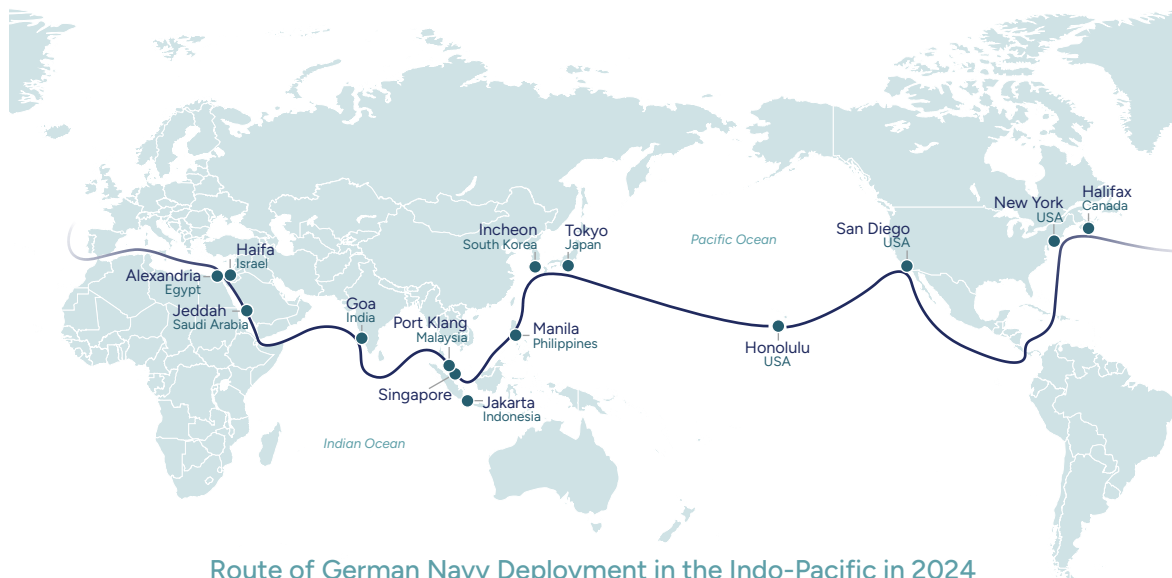 Halifax
Canada
New York
USA
San Diego
USA
Incheon
South Korea
Tokyo
Japan
Pacific Ocean
Haifa
Israel
Alexandria
Egypt
Jeddah
Saudi Arabia
Goa
India
Port Klang
Malaysia
Manila
Philippines
Honolulu
USA
Singapore
Jakarta
Indonesia
Indian Ocean
Route of German Navy Deployment in the Indo-Pacific in 2024